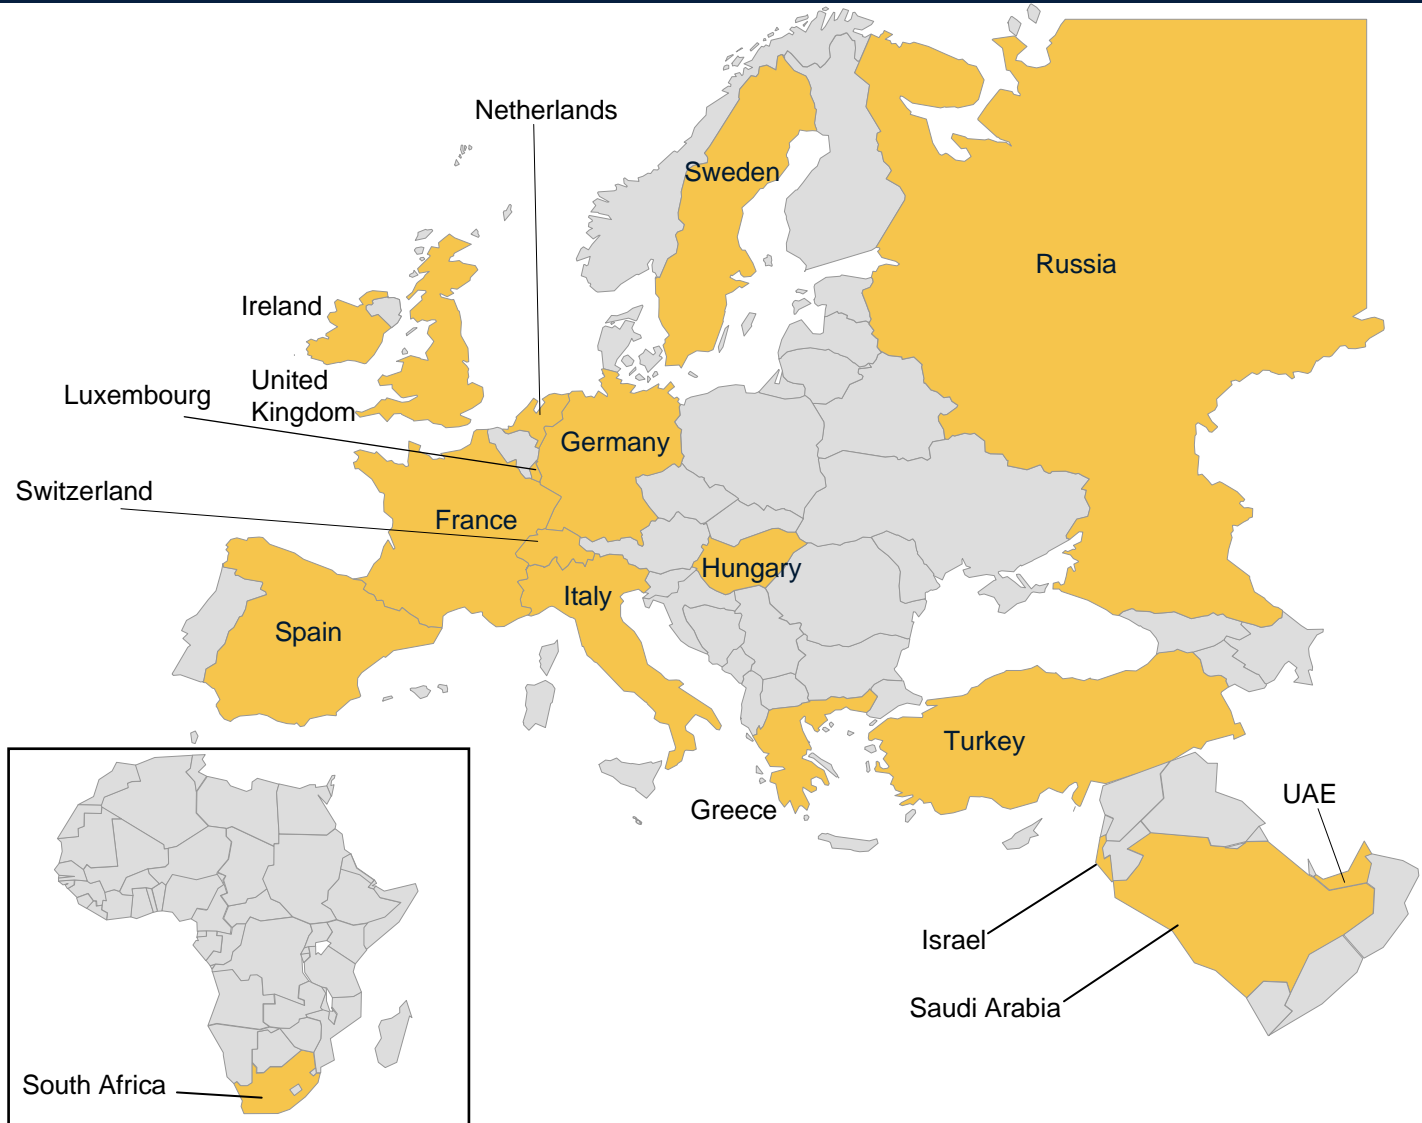 Netherlands
Sweden
Russia
Ireland
United
Kingdom
Luxembourg
Germany
Switzerland
France
Hungary
Italy
Spain
Turkey
UAE
Greece
Israel
Saudi Arabia
South Africa